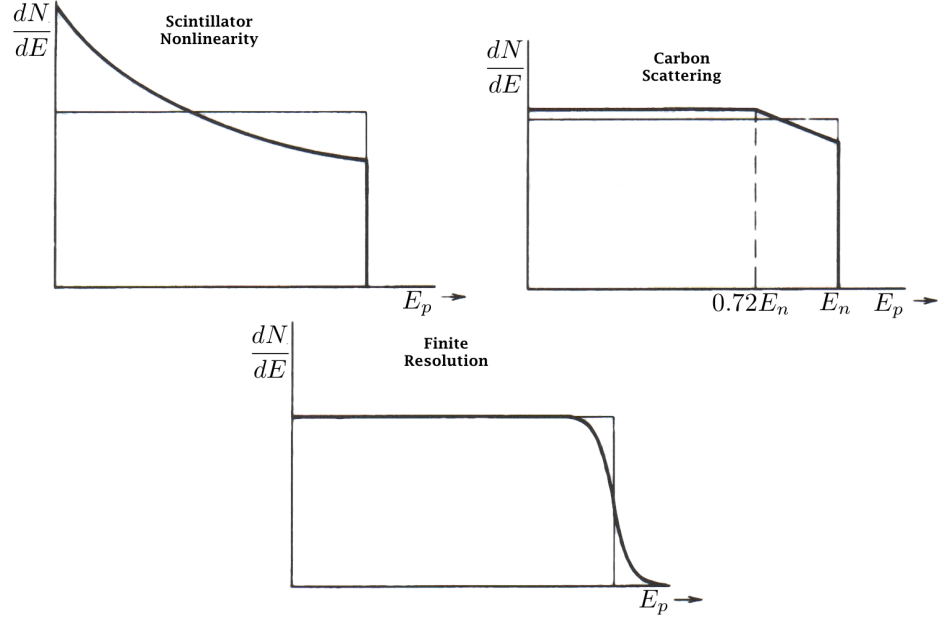 dN
dE
Scintillator
Nonlinearity
E_p →
dN
dE
Carbon
Scattering
0.72E_n
E_n
E_p →
dN
dE
Finite
Resolution
E_p →